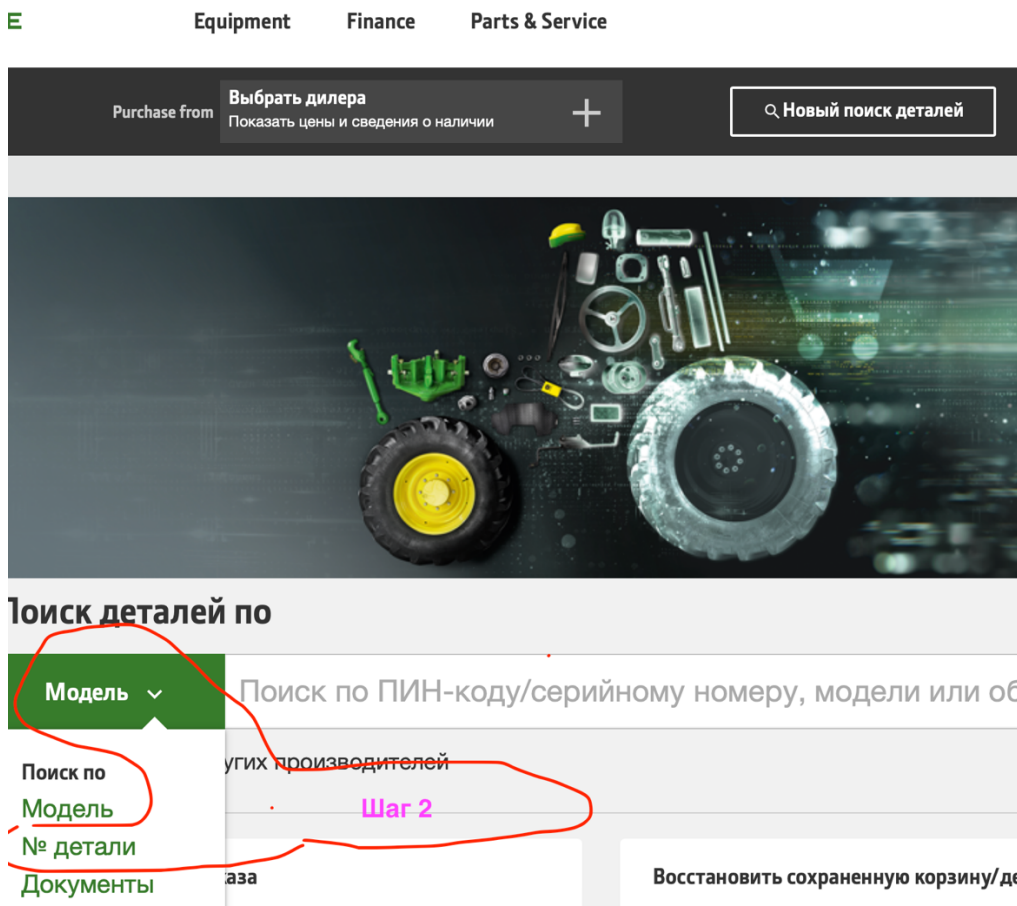 E
Equipment Finance Parts & Service
Purchase from
Выбрать дилера
Показать цены и сведения о наличии
Новый поиск деталей
Поиск деталей по
Модель
Поиск по ПИН-коду/серийному номеру, модели или об
Поиск по
угих производителей
Модель
Шаг 2
№ детали
Документы
каза
Восстановить сохраненную корзину/де